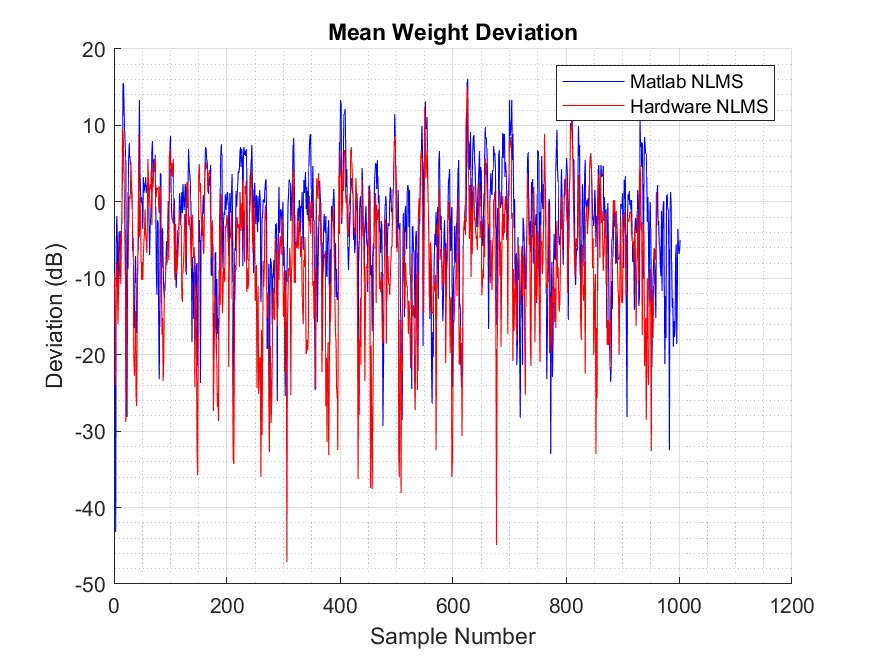 Mean Weight Deviation
Matlab NLMS
Hardware NLMS
Deviation (dB)
20
10
0
-10
-20
-30
-40
-50
0 200 400 600 800 1000 1200
Sample Number